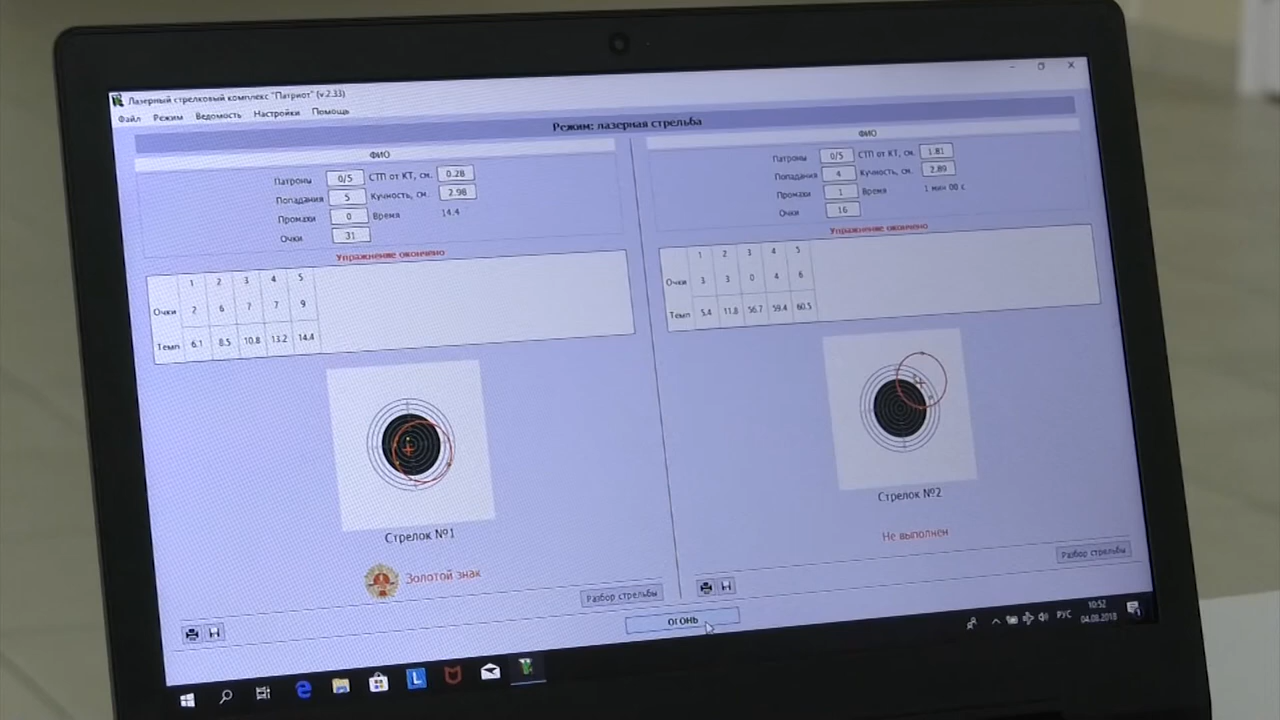 Лазерный стрелковый комплекс "Патриот" (v.2.33)
Файл Режим Ведомость Настройки Помощь
Режим: лазерная стрельба
ФИО
Патроны 0/5 СТП от КТ, см. 0.28
Попадания 5 Кучность, см. 2.98
Промахи 0 Время 14.4
Очки 31
Упражнение окончено
1 2 3 4 5
Очки 2 6 7 7 9
Темп 6.1 8.5 10.8 13.2 14.4
Стрелок №1
Золотой знак
Разбор стрельбы
ФИО
Патроны 0/5 СТП от КТ, см. 1.81
Попадания 4 Кучность, см. 2.89
Промахи 1 Время 1 мин 00 с
Очки 16
Упражнение окончено
1 2 3 4 5
Очки 3 3 0 4 6
Темп 5.4 11.8 56.7 59.4 60.5
Стрелок №2
Не выполнен
Разбор стрельбы
ОГОНЬ
L
РУС
10:52
04.08.2018